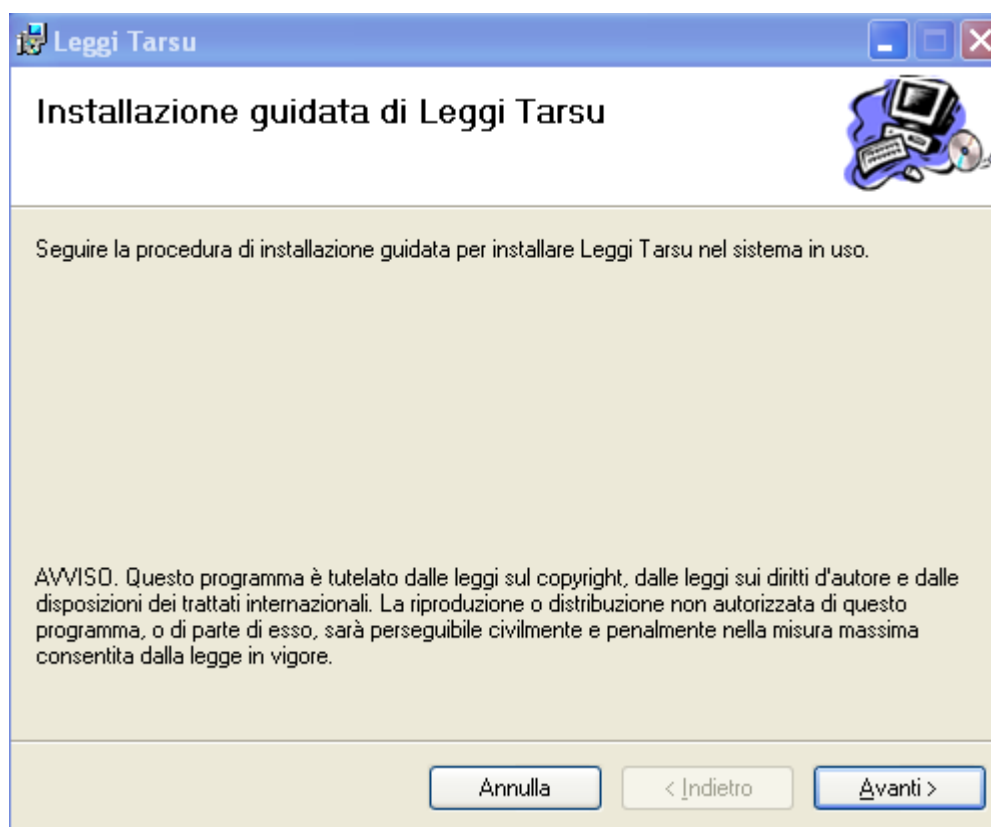 Leggi Tarsu
Installazione guidata di Leggi Tarsu
Seguire la procedura di installazione guidata per installare Leggi Tarsu nel sistema in uso.
AVVISO. Questo programma è tutelato dalle leggi sul copyright, dalle leggi sui diritti d'autore e dalle
disposizioni dei trattati internazionali. La riproduzione o distribuzione non autorizzata di questo
programma, o di parte di esso, sarà perseguibile civilmente e penalmente nella misura massima
consentita dalla legge in vigore.
Annulla
< Indietro
Avanti >